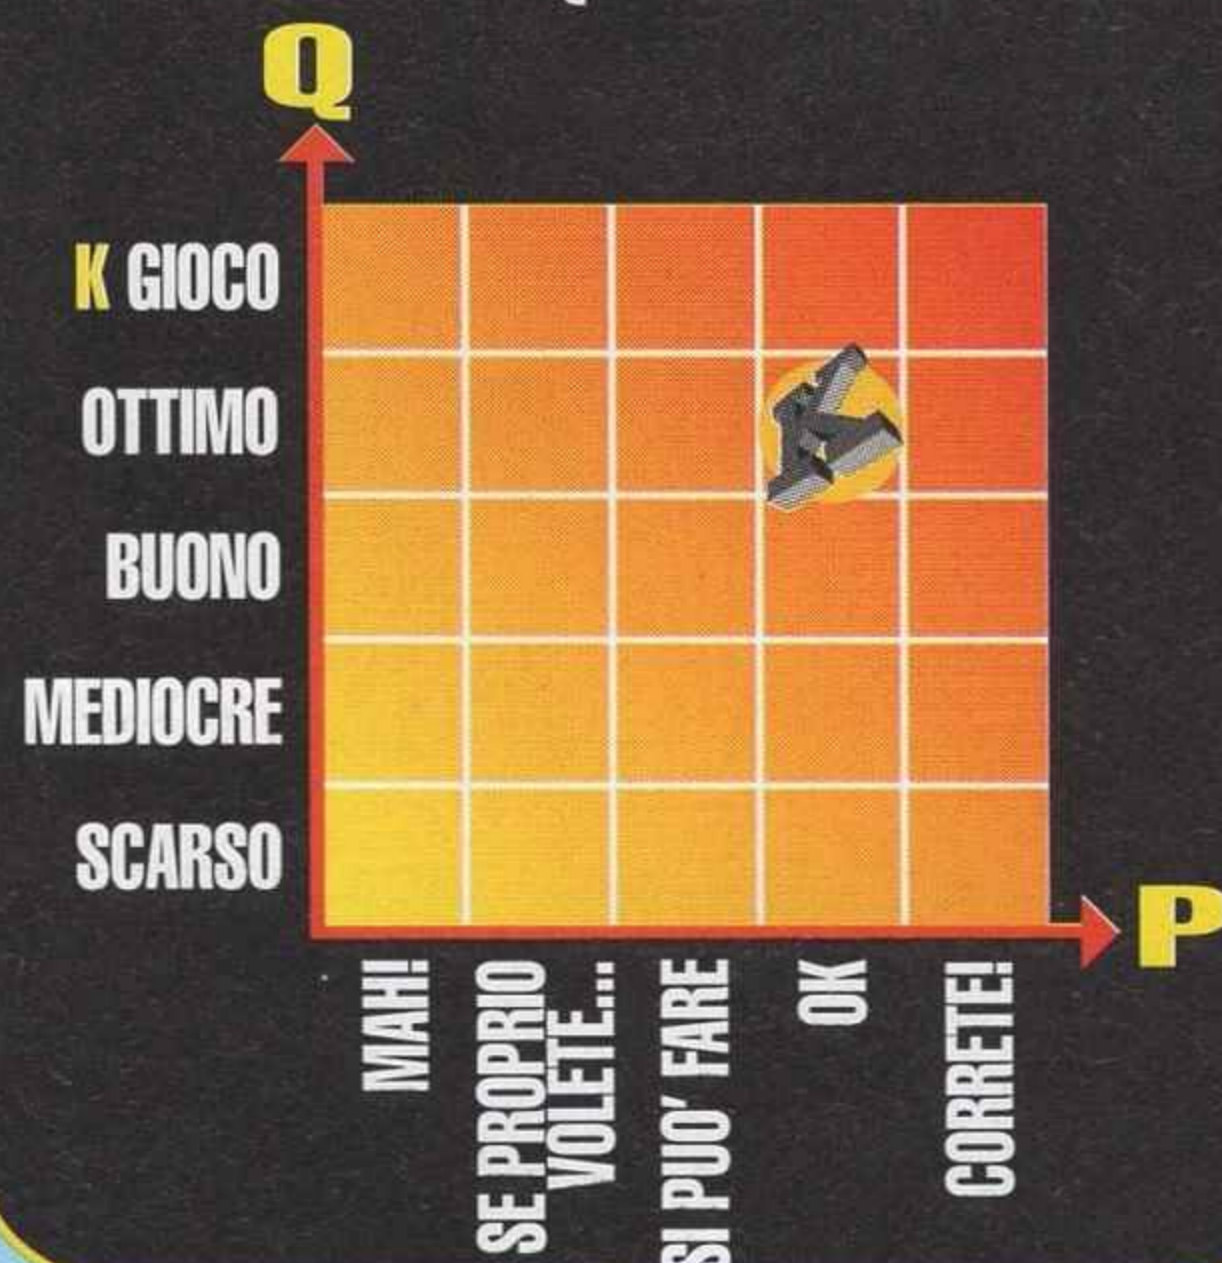 Q
K GIOCO
OTTIMO
BUONO
MEDIOCRE
SCARSO
P
MAH!
SE PROPRIO
VOLETE...
SI PUO' FARE
OK
CORRETE!